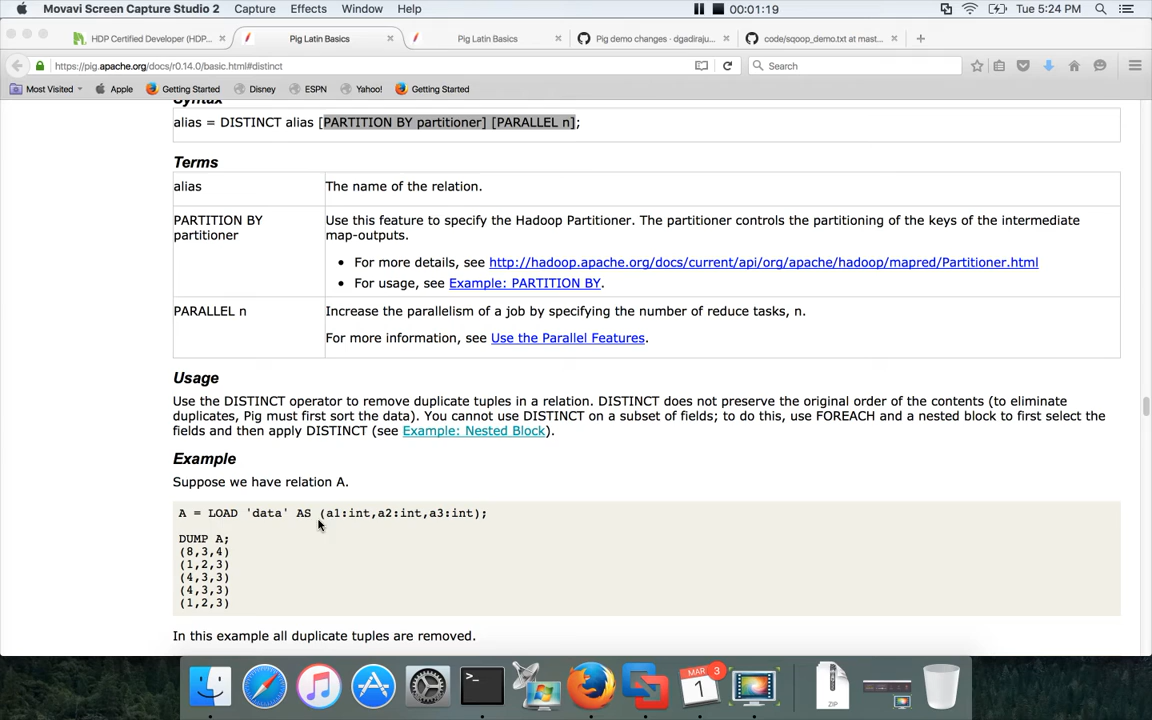 Movavi Screen Capture Studio 2 Capture Effects Window Help 00:01:19 Tue 5:24 PM
HDP Certified Developer (HDP... × Pig Latin Basics × Pig Latin Basics × Pig demo changes · dgadiraju... × code/sqoop_demo.txt at mast... × +
https://pig.apache.org/docs/r0.14.0/basic.html#distinct Search
Most Visited Apple Getting Started Disney ESPN Yahoo! Getting Started
Syntax
alias = DISTINCT alias [PARTITION BY partitioner] [PARALLEL n];
Terms
alias
The name of the relation.
PARTITION BY
partitioner
Use this feature to specify the Hadoop Partitioner. The partitioner controls the partitioning of the keys of the intermediate
map-outputs.
• For more details, see http://hadoop.apache.org/docs/current/api/org/apache/hadoop/mapred/Partitioner.html
• For usage, see Example: PARTITION BY.
PARALLEL n
Increase the parallelism of a job by specifying the number of reduce tasks, n.
For more information, see Use the Parallel Features.
Usage
Use the DISTINCT operator to remove duplicate tuples in a relation. DISTINCT does not preserve the original order of the contents (to eliminate
duplicates, Pig must first sort the data). You cannot use DISTINCT on a subset of fields; to do this, use FOREACH and a nested block to first select the
fields and then apply DISTINCT (see Example: Nested Block).
Example
Suppose we have relation A.
A = LOAD 'data' AS (a1:int,a2:int,a3:int);
DUMP A;
(8,3,4)
(1,2,3)
(4,3,3)
(4,3,3)
(1,2,3)
In this example all duplicate tuples are removed.
MAR 3
1
>_
ZIP